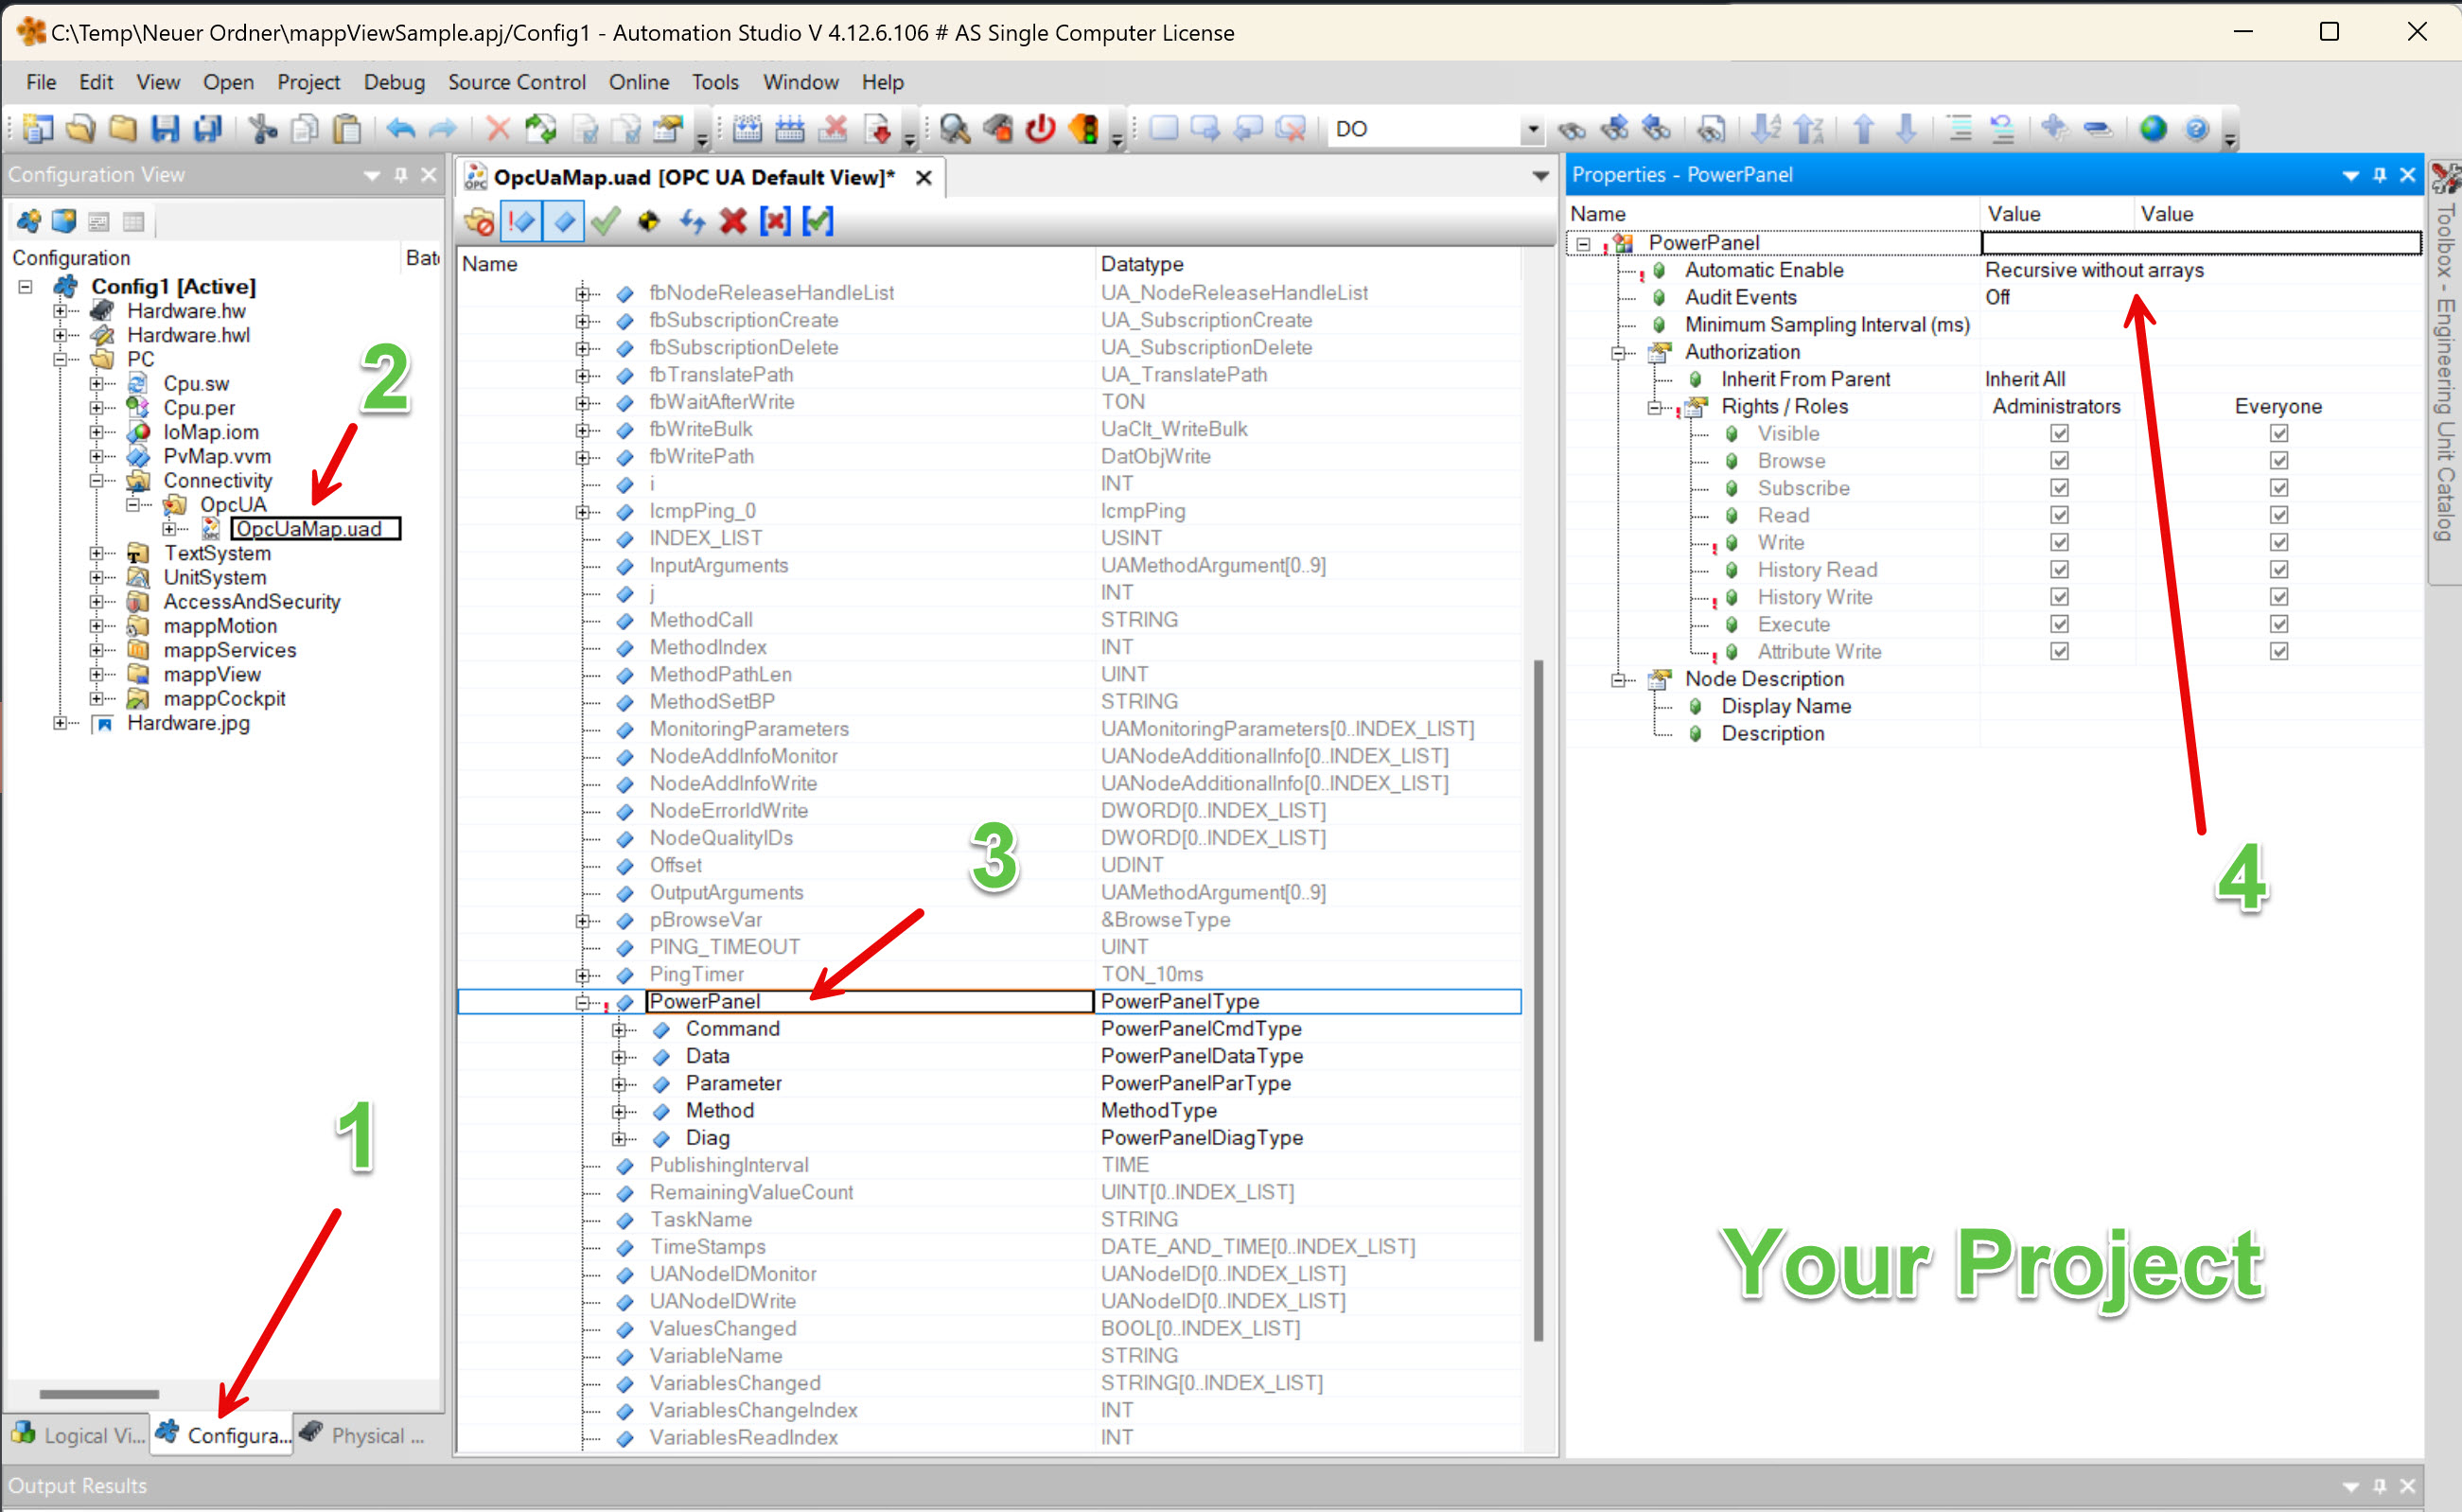 C:\Temp\Neuer Ordner\mappViewSample.apj/Config1 - Automation Studio V 4.12.6.106 # AS Single Computer License
File Edit View Open Project Debug Source Control Online Tools Window Help
DO
Configuration View
Configuration Bat
Config1 [Active]
Hardware.hw
Hardware.hwl
PC
Cpu.sw
Cpu.per
IoMap.iom
PvMap.vvm
Connectivity
OpcUA
OpcUaMap.uad
TextSystem
UnitSystem
AccessAndSecurity
mappMotion
mappServices
mappView
mappCockpit
Hardware.jpg
2
1
Logical Vi... Configura... Physical ...
OpcUaMap.uad [OPC UA Default View]*
Name Datatype
fbNodeReleaseHandleList UA_NodeReleaseHandleList
fbSubscriptionCreate UA_SubscriptionCreate
fbSubscriptionDelete UA_SubscriptionDelete
fbTranslatePath UA_TranslatePath
fbWaitAfterWrite TON
fbWriteBulk UaClt_WriteBulk
fbWritePath DatObjWrite
i INT
IcmpPing_0 IcmpPing
INDEX_LIST USINT
InputArguments UAMethodArgument[0..9]
j INT
MethodCall STRING
MethodIndex INT
MethodPathLen UINT
MethodSetBP STRING
MonitoringParameters UAMonitoringParameters[0..INDEX_LIST]
NodeAddInfoMonitor UANodeAdditionalInfo[0..INDEX_LIST]
NodeAddInfoWrite UANodeAdditionalInfo[0..INDEX_LIST]
NodeErrorIdWrite DWORD[0..INDEX_LIST]
NodeQualityIDs DWORD[0..INDEX_LIST]
Offset UDINT
OutputArguments UAMethodArgument[0..9]
pBrowseVar &BrowseType
PING_TIMEOUT UINT
PingTimer TON_10ms
PowerPanel PowerPanelType
Command PowerPanelCmdType
Data PowerPanelDataType
Parameter PowerPanelParType
Method MethodType
Diag PowerPanelDiagType
PublishingInterval TIME
RemainingValueCount UINT[0..INDEX_LIST]
TaskName STRING
TimeStamps DATE_AND_TIME[0..INDEX_LIST]
UANodeIDMonitor UANodeID[0..INDEX_LIST]
UANodeIDWrite UANodeID[0..INDEX_LIST]
ValuesChanged BOOL[0..INDEX_LIST]
VariableName STRING
VariablesChanged STRING[0..INDEX_LIST]
VariablesChangeIndex INT
VariablesReadIndex INT
3
Properties - PowerPanel
Name Value Value
PowerPanel
Automatic Enable Recursive without arrays
Audit Events Off
Minimum Sampling Interval (ms)
Authorization
Inherit From Parent Inherit All
Rights / Roles Administrators Everyone
Visible
Browse
Subscribe
Read
Write
History Read
History Write
Execute
Attribute Write
Node Description
Display Name
Description
4
Your Project
Toolbox - Engineering Unit Catalog
Output Results